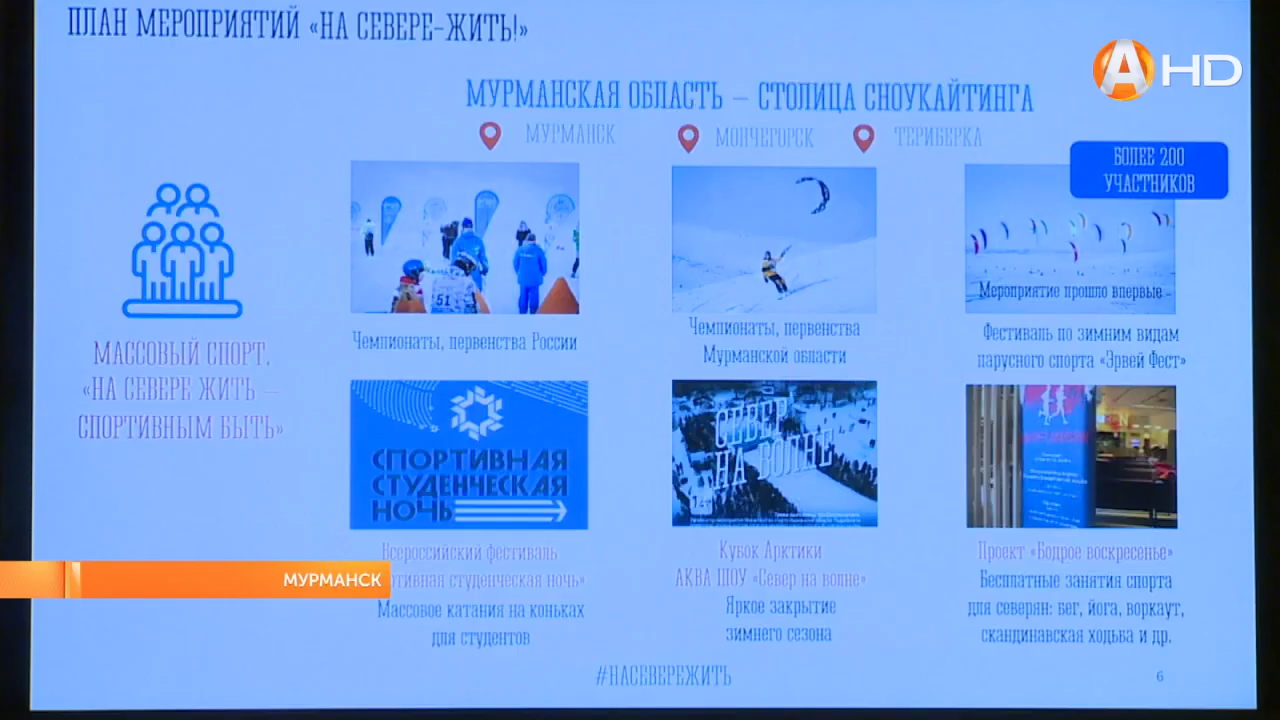 ПЛАН МЕРОПРИЯТИЙ «НА СЕВЕРЕ-ЖИТЬ!»
А HD
МУРМАНСКАЯ ОБЛАСТЬ – СТОЛИЦА СНОУКАЙТИНГА
МУРМАНСК
МОНЧЕГОРСК
ТЕРИБЕРКА
БОЛЕЕ 200
УЧАСТНИКОВ
МАССОВЫЙ СПОРТ.
«НА СЕВЕРЕ ЖИТЬ –
СПОРТИВНЫМ БЫТЬ»
51
Чемпионаты, первенства России
Чемпионаты, первенства
Мурманской области
Мероприятие прошло впервые
Фестиваль по зимним видам
парусного спорта «Эрвей Фест»
СПОРТИВНАЯ
СТУДЕНЧЕСКАЯ
НОЧЬ
Всероссийский фестиваль
ртивная студенческая ночь»
Массовое катания на коньках
для студентов
СЕВЕР
НА ВОЛНЕ
Кубок Арктики
АКВА ШОУ «Север на волне»
Яркое закрытие
зимнего сезона
Проект «Бодрое воскресенье»
Бесплатные занятия спорта
для северян: бег, йога, воркаут,
скандинавская ходьба и др.
МУРМАНСК
#НАСЕВЕРЕЖИТЬ
6